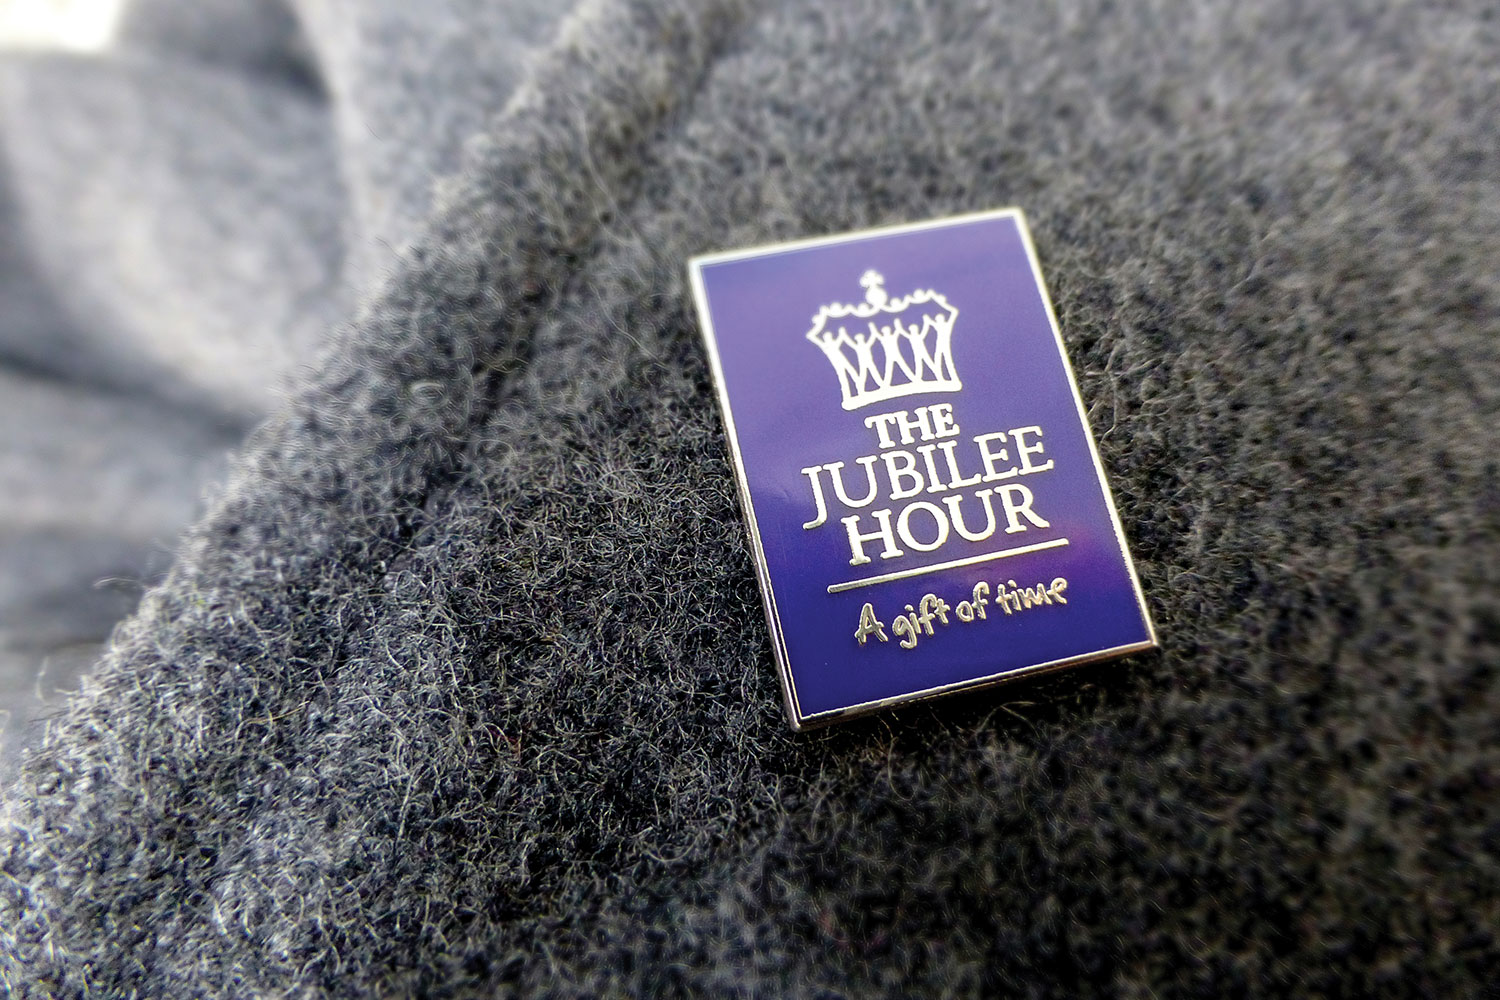 THE
JUBILEE
HOUR
A gift of time